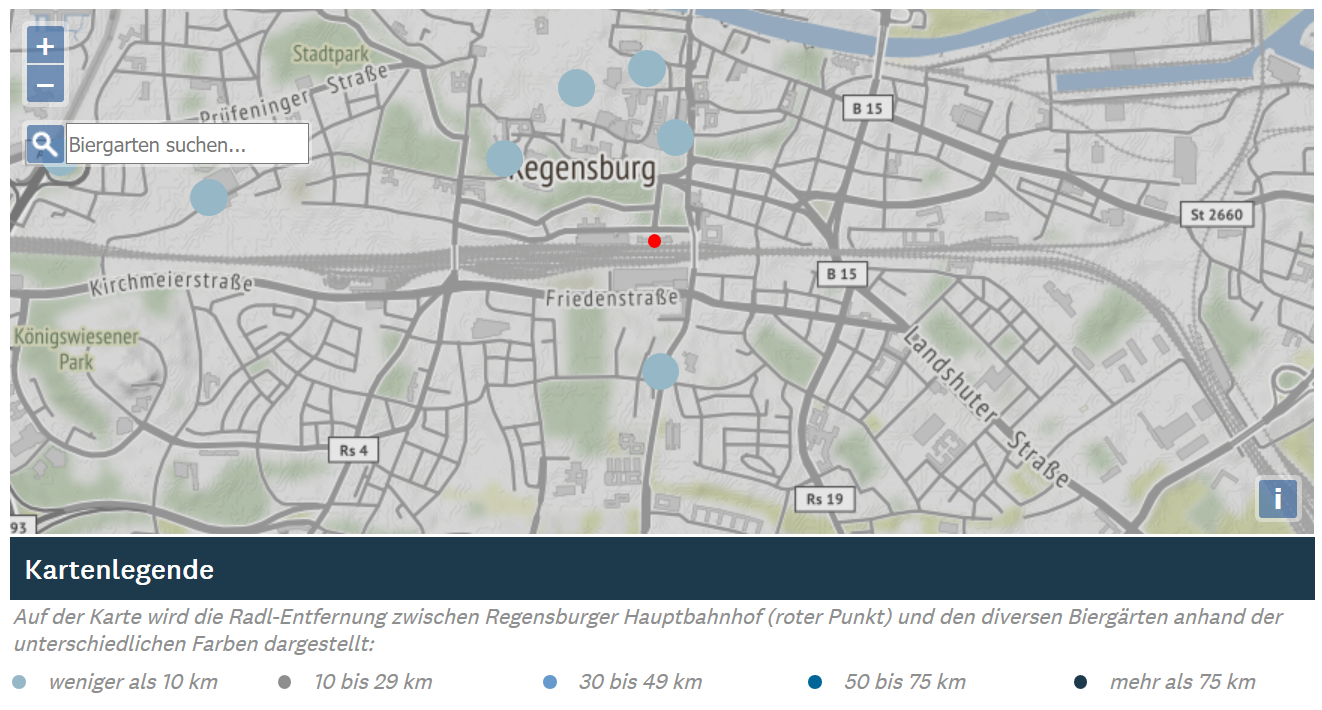 +
Stadtpark
−
Prüfeninger Straße
B 15
Biergarten suchen...
Regensburg
St 2660
B 15
Kirchmeierstraße
Friedenstraße
Königswiesener
Park
Landshuter Straße
Rs 4
Rs 19
i
93
Kartenlegende
Auf der Karte wird die Radl-Entfernung zwischen Regensburger Hauptbahnhof (roter Punkt) und den diversen Biergärten anhand der
unterschiedlichen Farben dargestellt:
weniger als 10 km 10 bis 29 km 30 bis 49 km 50 bis 75 km mehr als 75 km